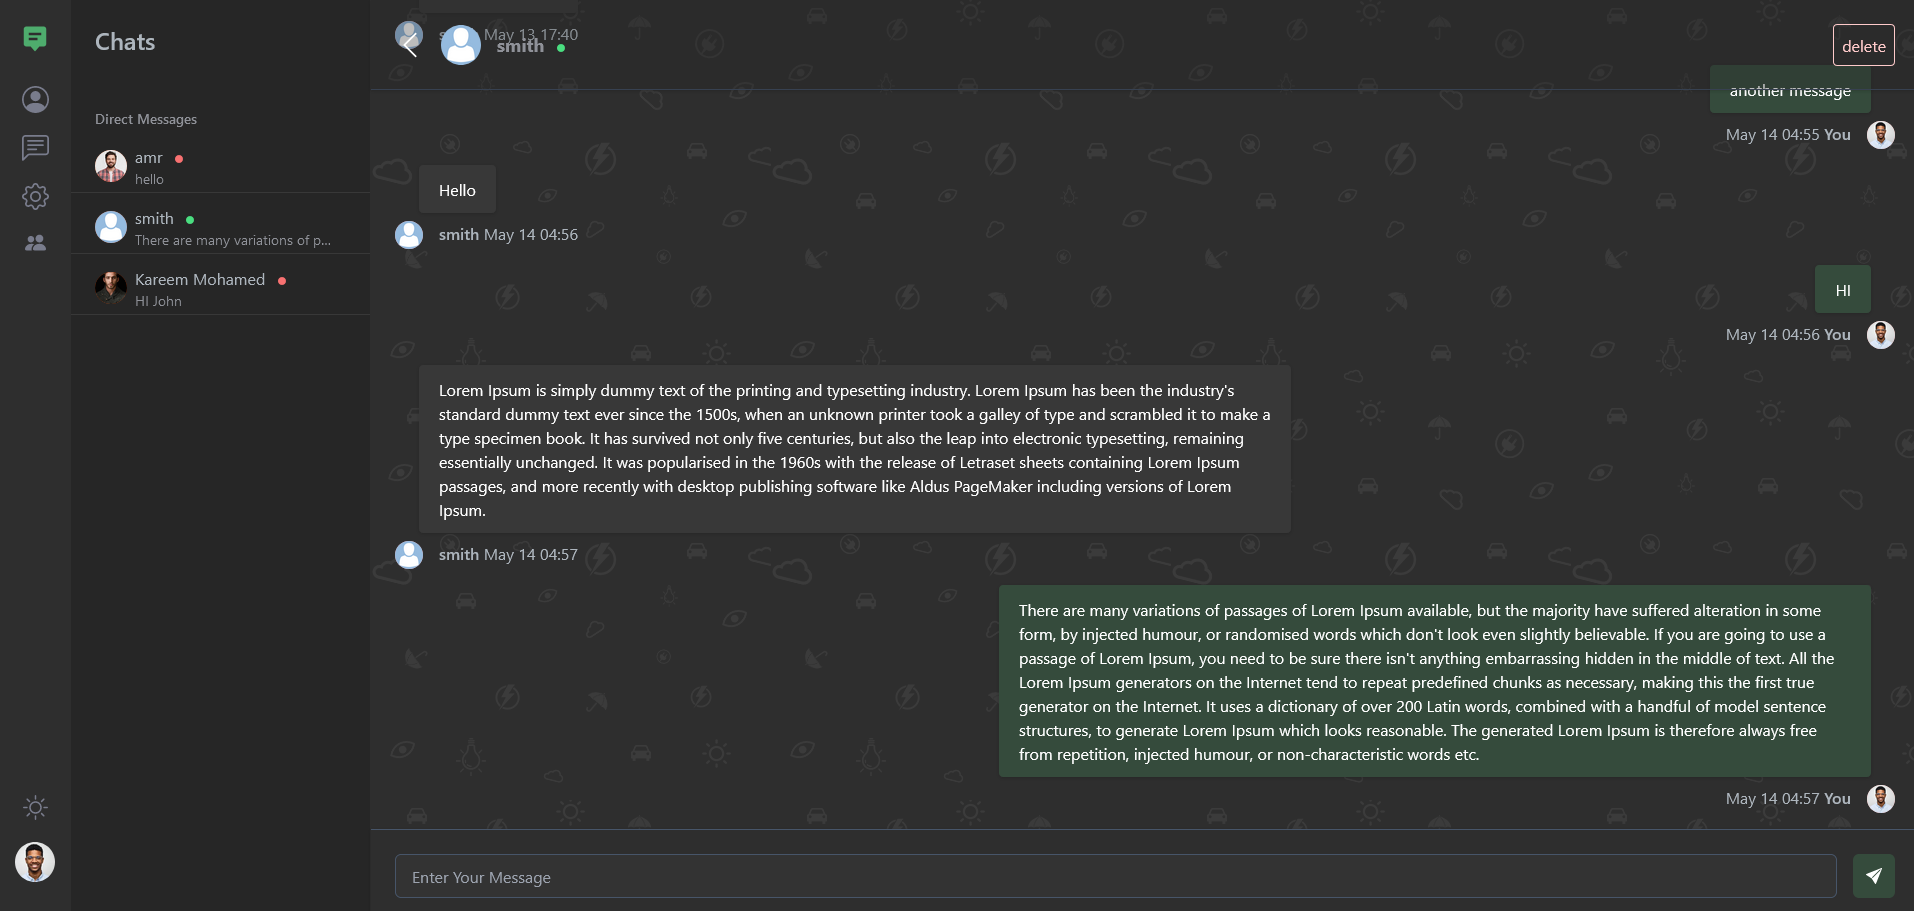 Chats
Direct Messages
amr
hello
smith
There are many variations of p...
Kareem Mohamed
HI John
May 13 17:40
smith
delete
another message
May 14 04:55 You
Hello
smith May 14 04:56
HI
May 14 04:56 You
Lorem Ipsum is simply dummy text of the printing and typesetting industry. Lorem Ipsum has been the industry's
standard dummy text ever since the 1500s, when an unknown printer took a galley of type and scrambled it to make a
type specimen book. It has survived not only five centuries, but also the leap into electronic typesetting, remaining
essentially unchanged. It was popularised in the 1960s with the release of Letraset sheets containing Lorem Ipsum
passages, and more recently with desktop publishing software like Aldus PageMaker including versions of Lorem
Ipsum.
smith May 14 04:57
There are many variations of passages of Lorem Ipsum available, but the majority have suffered alteration in some
form, by injected humour, or randomised words which don't look even slightly believable. If you are going to use a
passage of Lorem Ipsum, you need to be sure there isn't anything embarrassing hidden in the middle of text. All the
Lorem Ipsum generators on the Internet tend to repeat predefined chunks as necessary, making this the first true
generator on the Internet. It uses a dictionary of over 200 Latin words, combined with a handful of model sentence
structures, to generate Lorem Ipsum which looks reasonable. The generated Lorem Ipsum is therefore always free
from repetition, injected humour, or non-characteristic words etc.
May 14 04:57 You
Enter Your Message